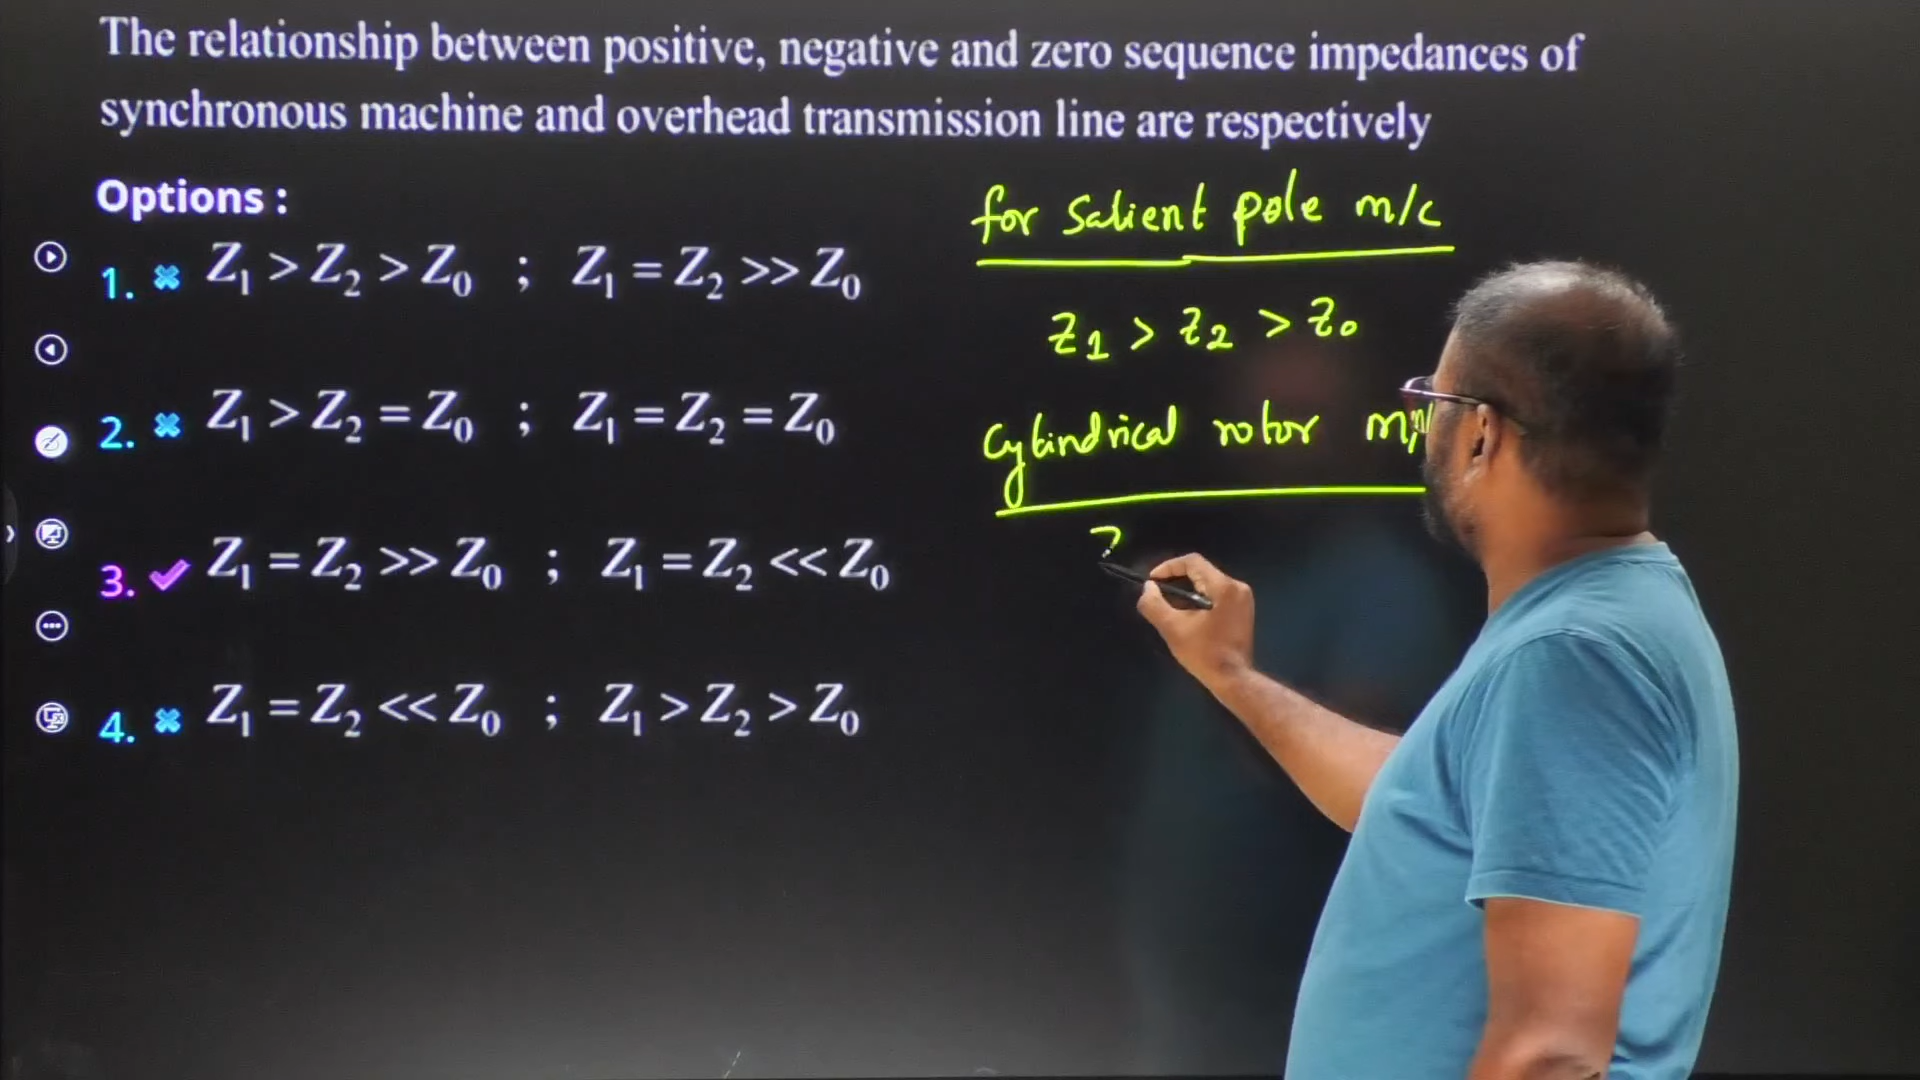 The relationship between positive, negative and zero sequence impedances of
synchronous machine and overhead transmission line are respectively
Options :
1. ✖ Z₁ > Z₂ > Z₀ ; Z₁ = Z₂ >> Z₀
2. ✖ Z₁ > Z₂ = Z₀ ; Z₁ = Z₂ = Z₀
3. ✔ Z₁ = Z₂ >> Z₀ ; Z₁ = Z₂ << Z₀
4. ✖ Z₁ = Z₂ << Z₀ ; Z₁ > Z₂ > Z₀
for Salient pole m/c
Z₁ > Z₂ > Z₀
Cylindrical rotor